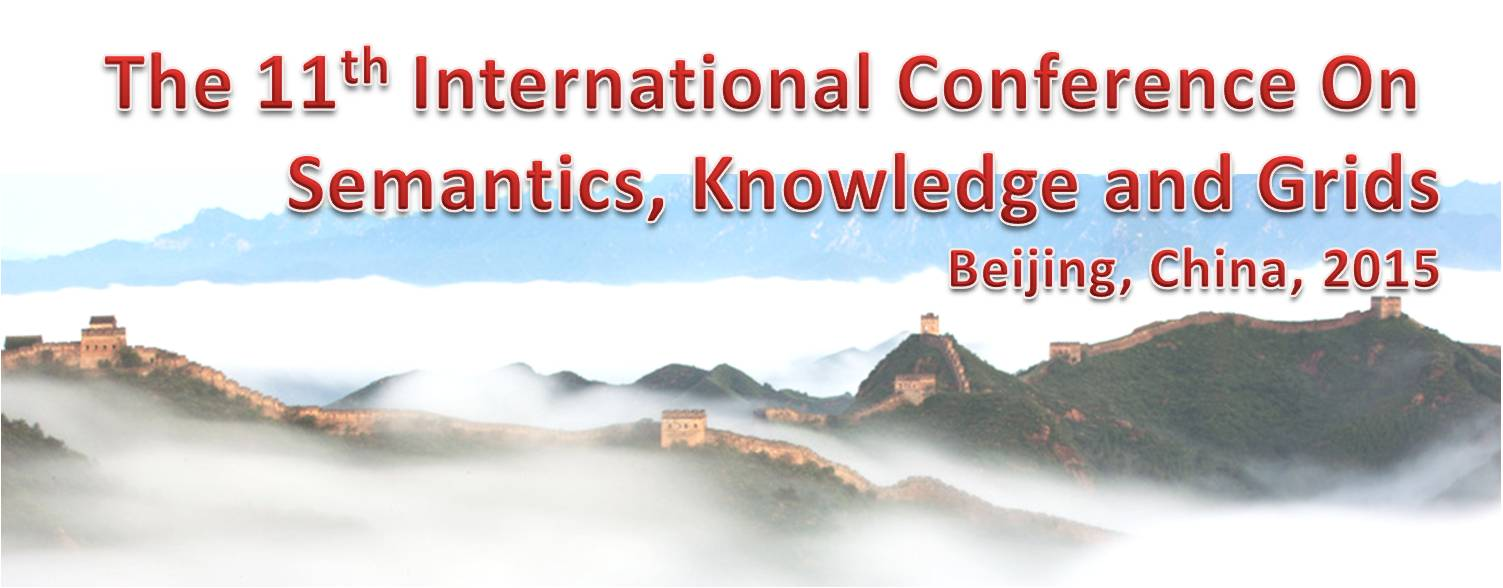 The 11th International Conference On
Semantics, Knowledge and Grids
Beijing, China, 2015